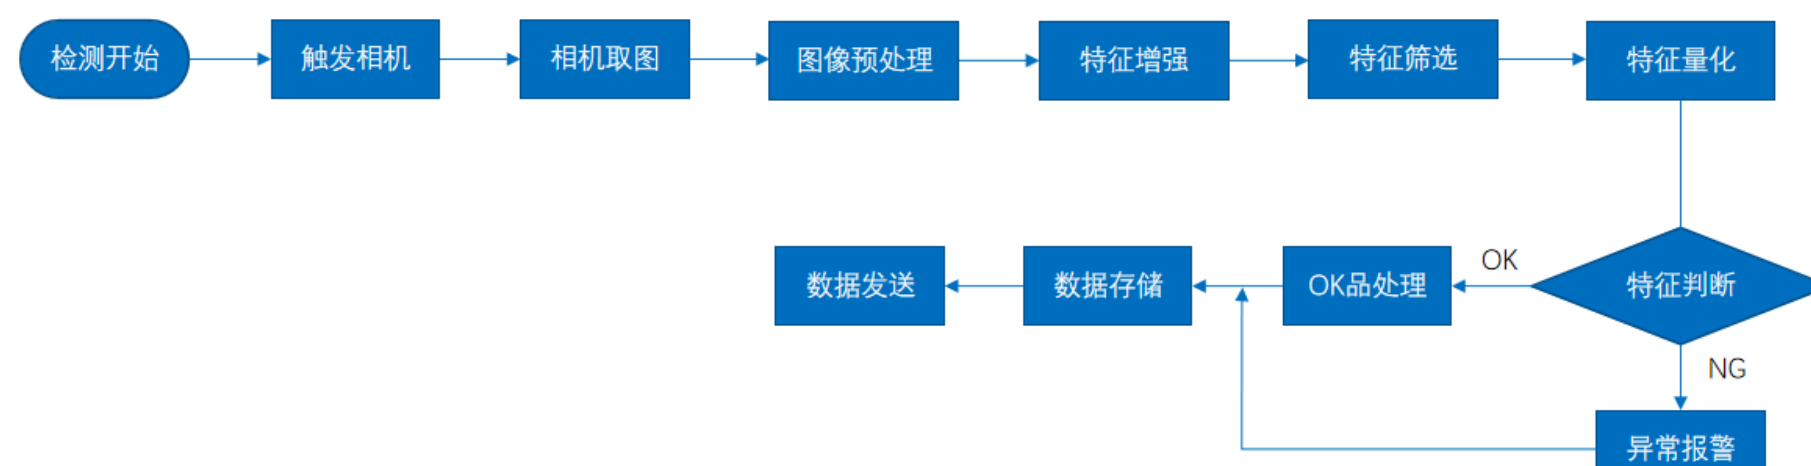 检测开始
触发相机
相机取图
图像预处理
特征增强
特征筛选
特征量化
特征判断
OK
OK品处理
数据存储
数据发送
NG
异常报警